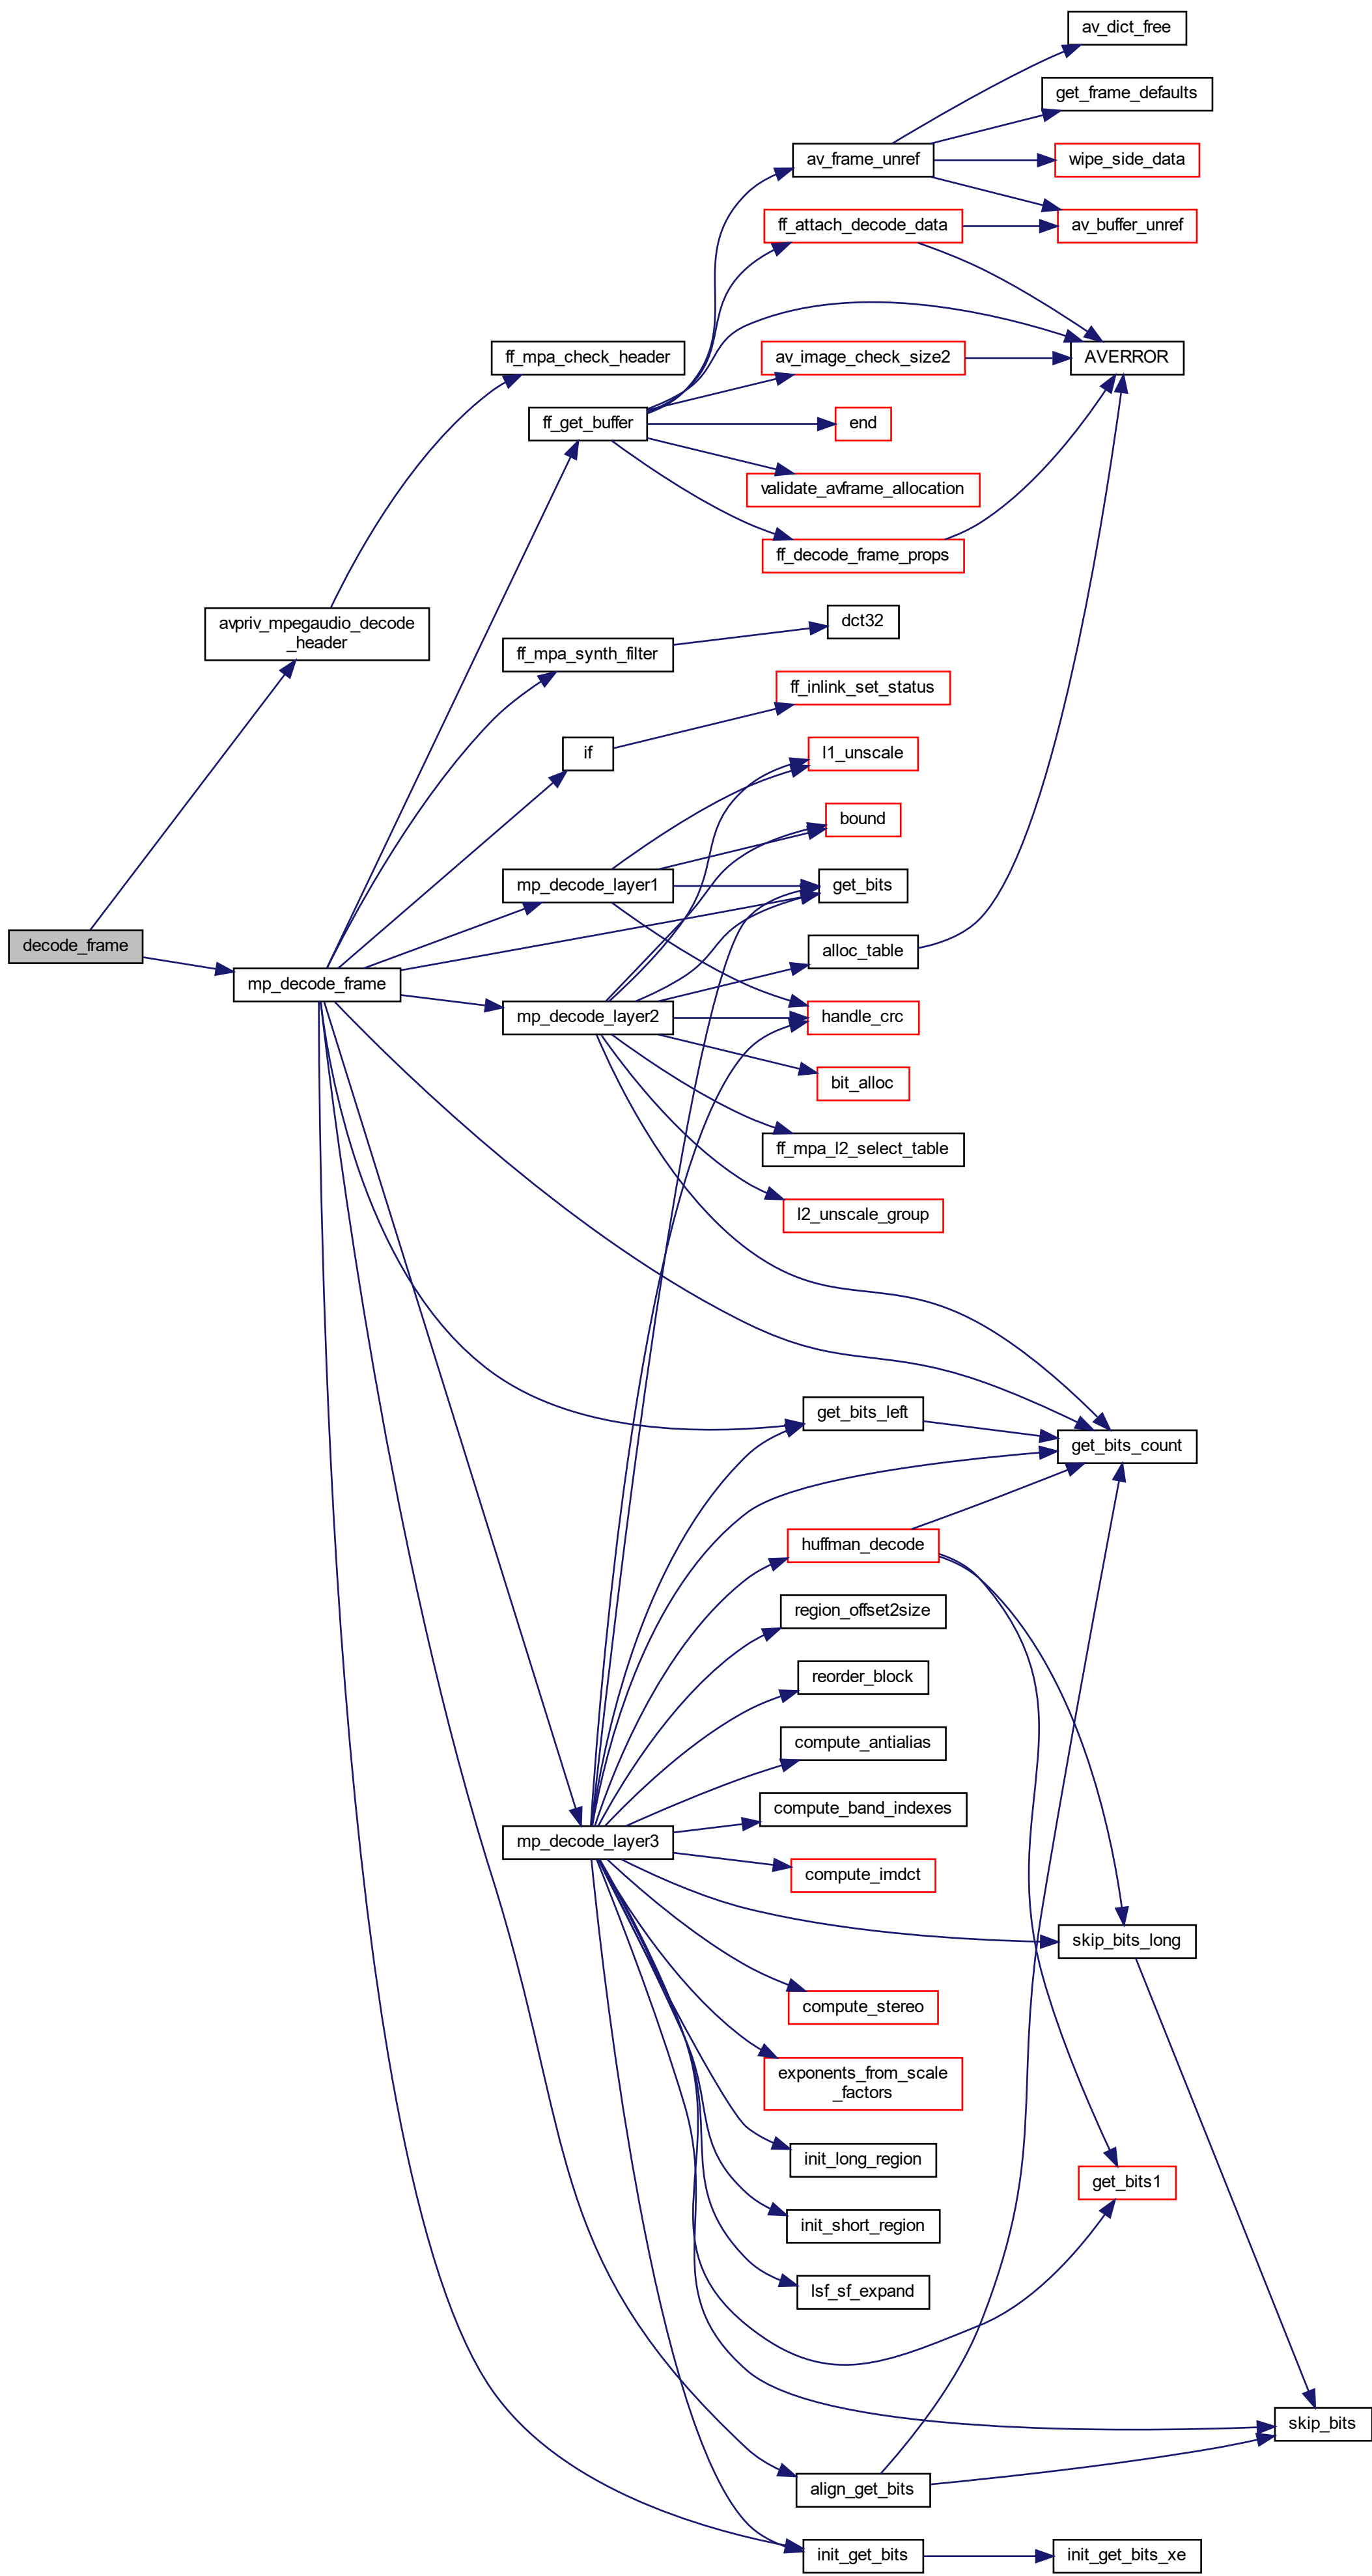 av_dict_free
get_frame_defaults
av_frame_unref
wipe_side_data
ff_attach_decode_data
av_buffer_unref
ff_mpa_check_header
av_image_check_size2
AVERROR
ff_get_buffer
end
validate_avframe_allocation
ff_decode_frame_props
avpriv_mpegaudio_decode
_header
dct32
ff_mpa_synth_filter
ff_inlink_set_status
if
l1_unscale
bound
mp_decode_layer1
get_bits
decode_frame
alloc_table
mp_decode_frame
mp_decode_layer2
handle_crc
bit_alloc
ff_mpa_l2_select_table
l2_unscale_group
get_bits_left
get_bits_count
huffman_decode
region_offset2size
reorder_block
compute_antialias
compute_band_indexes
mp_decode_layer3
compute_imdct
skip_bits_long
compute_stereo
exponents_from_scale
_factors
init_long_region
get_bits1
init_short_region
lsf_sf_expand
skip_bits
align_get_bits
init_get_bits
init_get_bits_xe